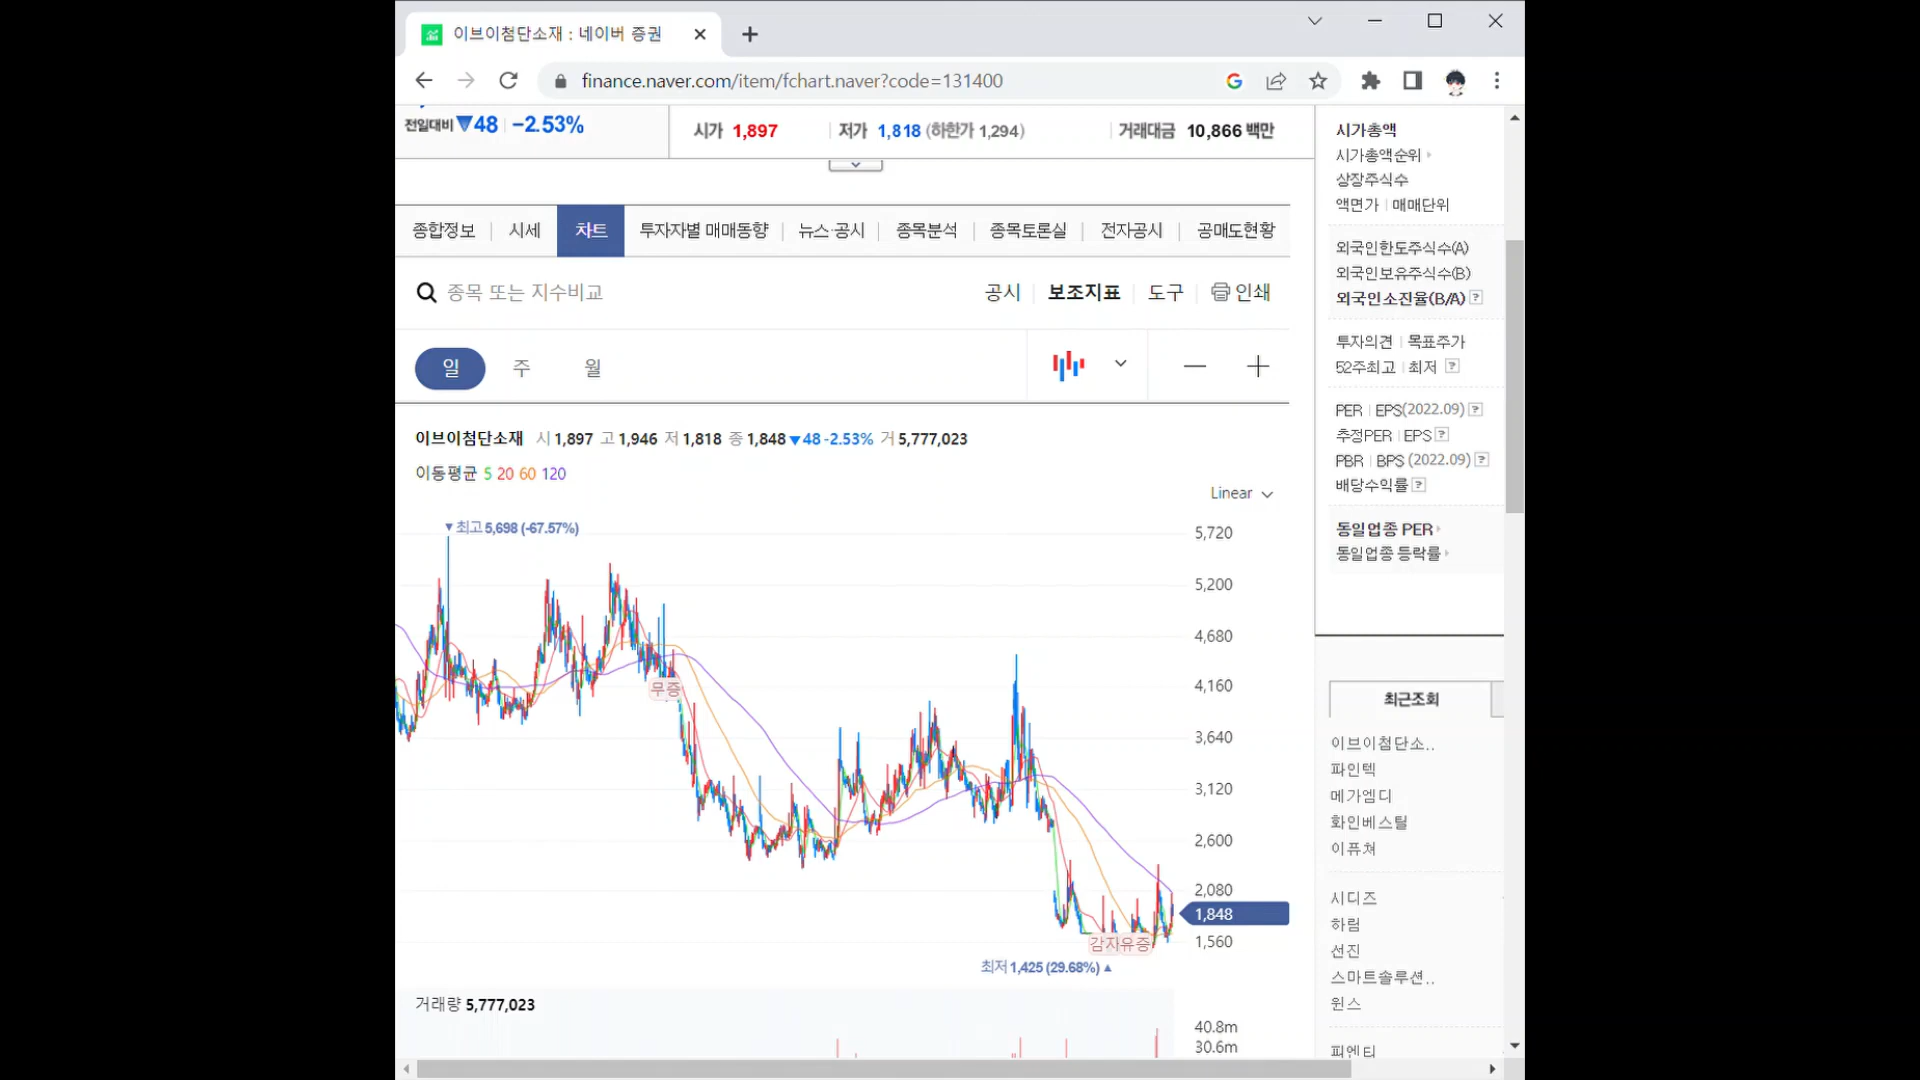 이브이첨단소재 : 네이버 증권
finance.naver.com/item/fchart.naver?code=131400
전일대비 ▼48 -2.53%
시가 1,897 저가 1,818 (하한가 1,294) 거래대금 10,866 백만
종합정보 시세 차트 투자자별 매매동향 뉴스·공시 종목분석 종목토론실 전자공시 공매도현황
종목 또는 지수비교 공시 보조지표 도구 인쇄
일 주 월
이브이첨단소재 시 1,897 고 1,946 저 1,818 종 1,848 ▼48 -2.53% 거 5,777,023
이동평균 5 20 60 120
Linear
▼최고 5,698 (-67.57%)
5,720
5,200
4,680
4,160
3,640
3,120
2,600
2,080
1,848
1,560
무증
감자유증
최저 1,425 (29.68%) ▲
거래량 5,777,023
40.8m
30.6m
시가총액
시가총액순위
상장주식수
액면가 | 매매단위
외국인한도주식수(A)
외국인보유주식수(B)
외국인소진율(B/A) ?
투자의견 | 목표주가
52주최고 | 최저 ?
PER | EPS(2022.09) ?
추정PER | EPS ?
PBR | BPS (2022.09) ?
배당수익률 ?
동일업종 PER
동일업종 등락률
최근조회
이브이첨단소..
파인텍
메가엠디
화인베스틸
이퓨쳐
시디즈
하림
선진
스마트솔루션..
윈스
피엔티